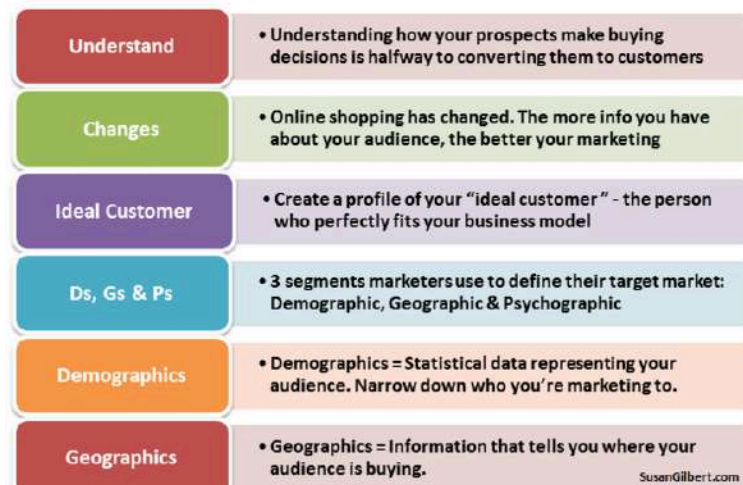 Understand
• Understanding how your prospects make buying
decisions is halfway to converting them to customers
Changes
• Online shopping has changed. The more info you have
about your audience, the better your marketing
Ideal Customer
• Create a profile of your “ideal customer” - the person
who perfectly fits your business model
Ds, Gs & Ps
• 3 segments marketers use to define their target market:
Demographic, Geographic & Psychographic
Demographics
• Demographics = Statistical data representing your
audience. Narrow down who you’re marketing to.
Geographics
• Geographics = Information that tells you where your
audience is buying.
SusanGilbert.com